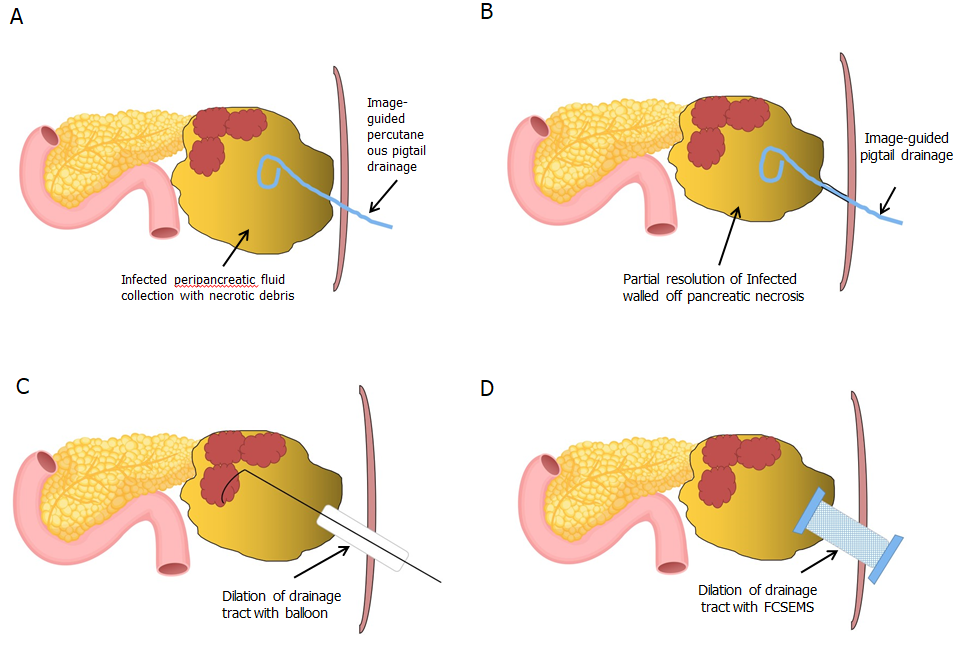 A
Image-
guided
percutane
ous pigtail
drainage
Infected peripancreatic fluid
collection with necrotic debris
B
Image-guided
pigtail drainage
Partial resolution of Infected
walled off pancreatic necrosis
C
Dilation of drainage
tract with balloon
D
Dilation of drainage
tract with FCSEMS